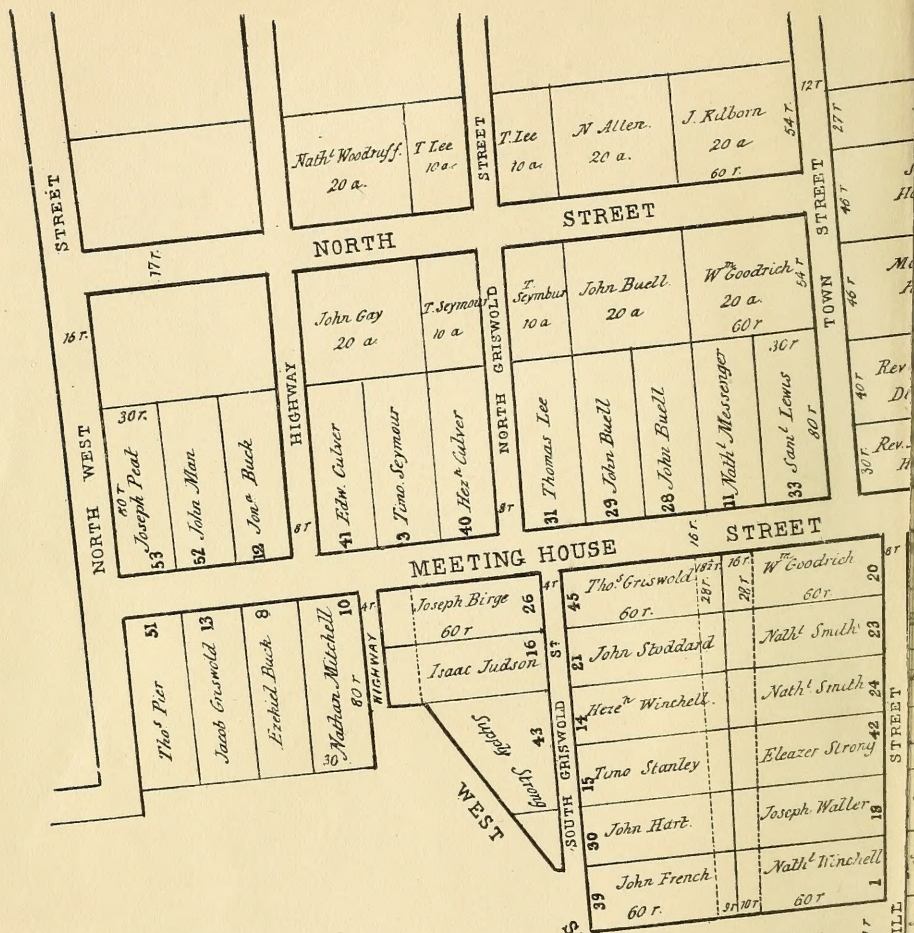 12 r
27 r
Nathˡ Woodruff.
20 a.
T Lee
10 a.
STREET
T. Lee
10 a.
N Allen.
20 a.
J. Kilborn
20 a
60 r.
54 r.
STREET
NORTH
STREET
STREET
46 r
17 r.
16 r.
John Gay
20 a.
T. Seymour
10 a
T.
Seymour
10 a
John Buell
20 a
Wᵐ Goodrich
20 a.
60 r
54 r
TOWN
46 r
HIGHWAY
NORTH GRISWOLD
30 r.
80 r
Joseph Peat
53
John Man
52
Jonᵃ Buck
Edw. Culver
41
Timo. Seymour
3
Hezʰ Culver
40
Thomas Lee
31
John Buell
29
John Buell
28
Nathˡ Messenger
11
30 r
Samˡ Lewis
33
80 r
40 r
Rev
30 r.
Rev.
NORTH WEST
8 r
8 r
16 r.
MEETING HOUSE
STREET
8 r
51
Thoˢ Pier
13
Jacob Griswold
8
Ezekiel Buck
10
Nathan Mitchell
80 r
30
4 r.
HIGHWAY
Joseph Birge
26
60 r
Isaac Judson
16
4 r
Sᵀ
SOUTH GRISWOLD
43
Supply Strong
WEST
45
Thoˢ Griswold
60 r.
28 r.
16 r
28 r.
Wᵐ Goodrich
60 r.
20
21
John Stoddard
Nathˡ Smith
23
14
Hezeʰ Winchell.
Nathˡ Smith
24
15
Timo Stanley
Eleazer Strong
42
30
John Hart.
Joseph Waller
39
John French
60 r.
9 r
10 r
Nathˡ Winchell
60 r
1
STREET